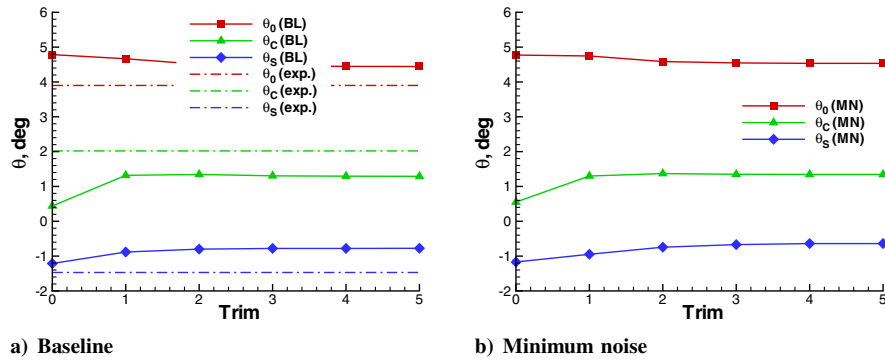 6
5
4
3
2
1
0
-1
-2
θ, deg
0 1 2 3 4 5
Trim
θ0 (BL)
θC (BL)
θS (BL)
θ0 (exp.)
θC (exp.)
θS (exp.)
a) Baseline
6
5
4
3
2
1
0
-1
-2
θ, deg
0 1 2 3 4 5
Trim
θ0 (MN)
θC (MN)
θS (MN)
b) Minimum noise